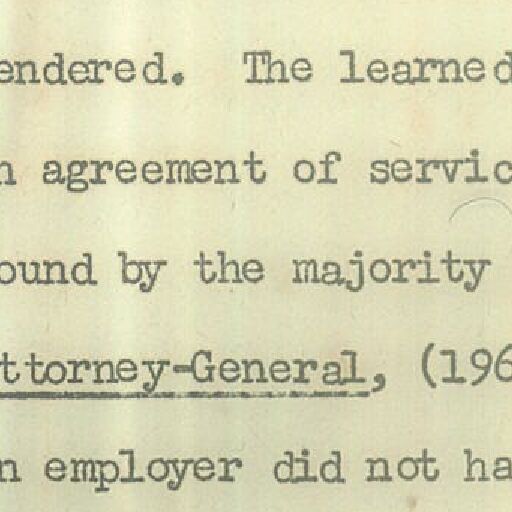 endered. The learned
n agreement of servic
ound by the majority
ttorney-General, (196
n employer did not ha